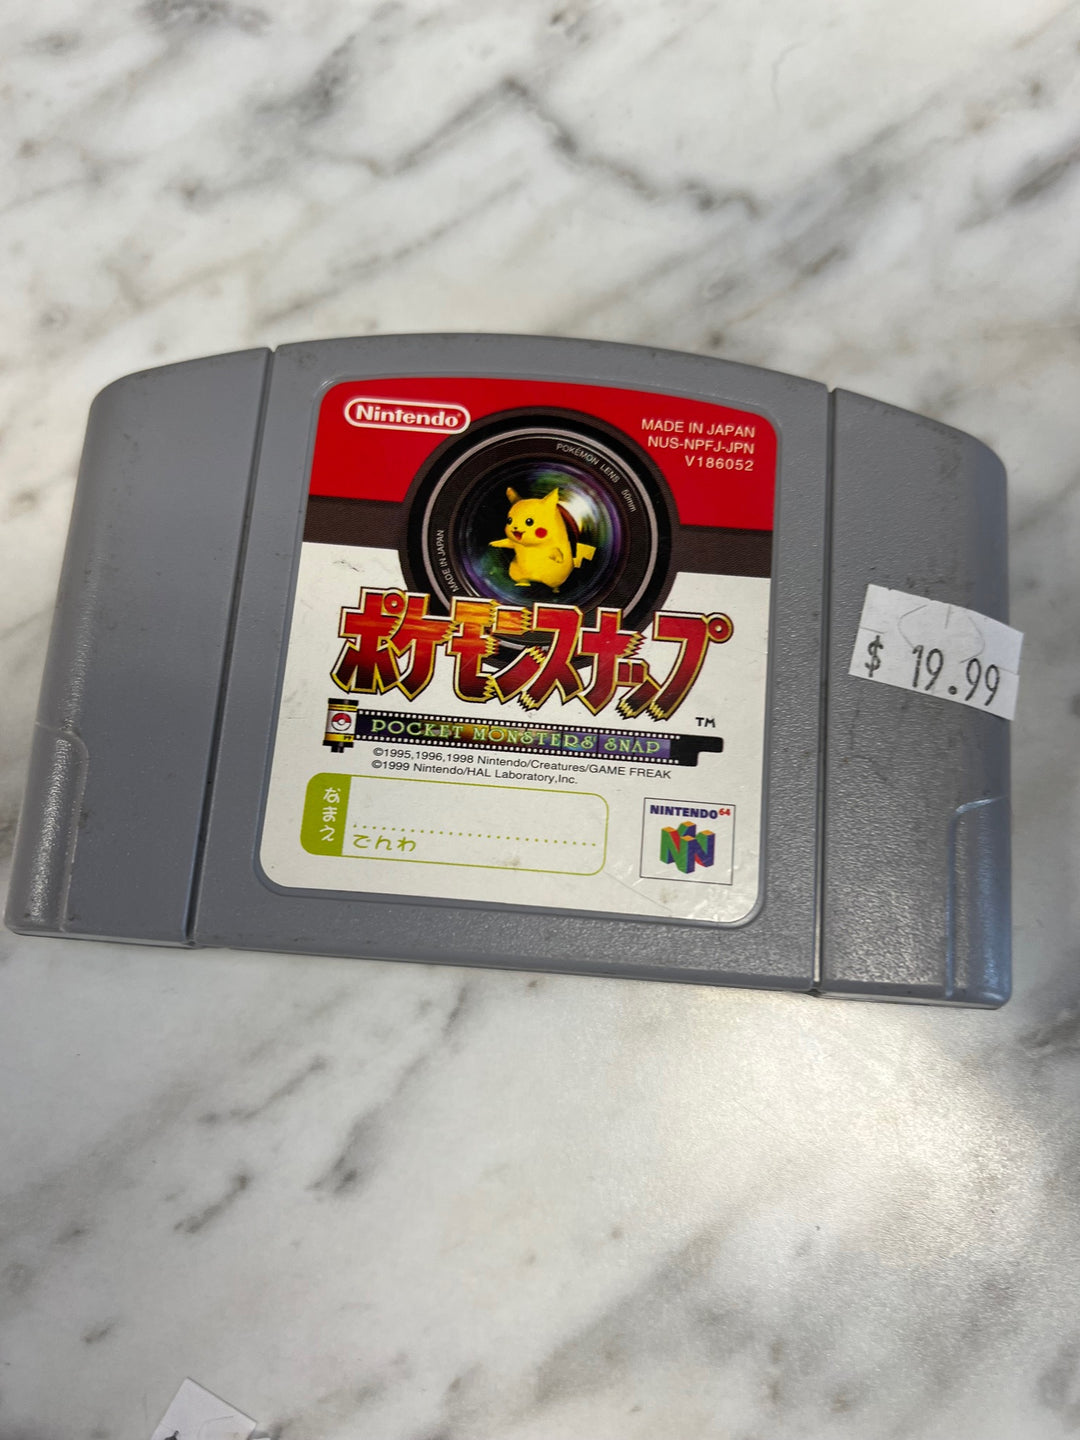 Nintendo®
MADE IN JAPAN
NUS-NPFJ-JPN
V186052
POKEMON LENS 50mm
MADE IN JAPAN
ポケモンスナップ
TM
POCKET MONSTERS SNAP
©1995,1996,1998 Nintendo/Creatures/GAME FREAK
©1999 Nintendo/HAL Laboratory,Inc.
なまえ
でんわ
NINTENDO64
$ 19.99